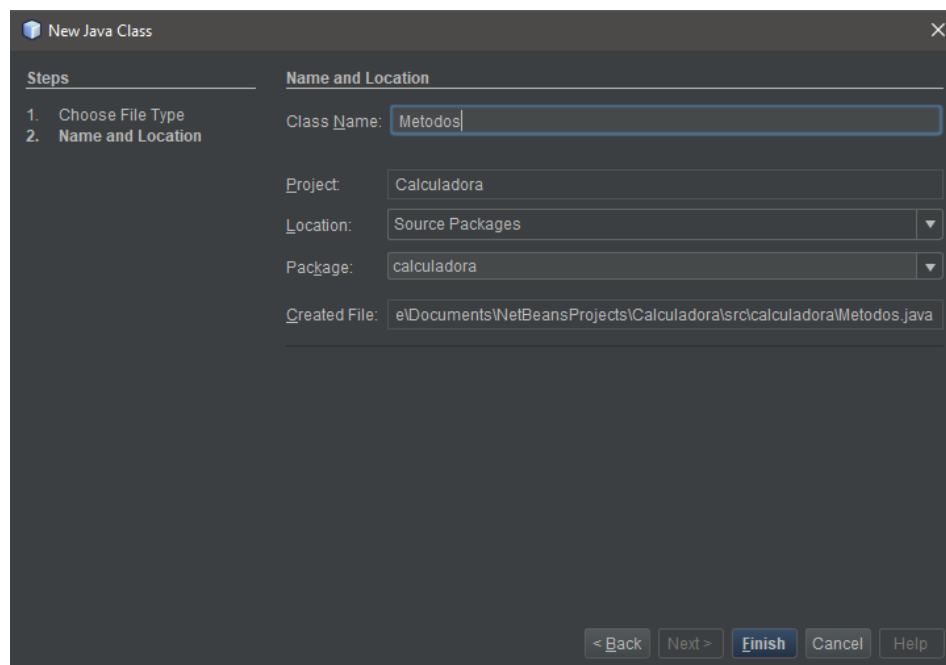 New Java Class
Steps
1. Choose File Type
2. Name and Location
Name and Location
Class Name: Metodos
Project: Calculadora
Location: Source Packages
Package: calculadora
Created File: e\Documents\NetBeansProjects\Calculadora\src\calculadora\Metodos.java
< Back Next > Finish Cancel Help